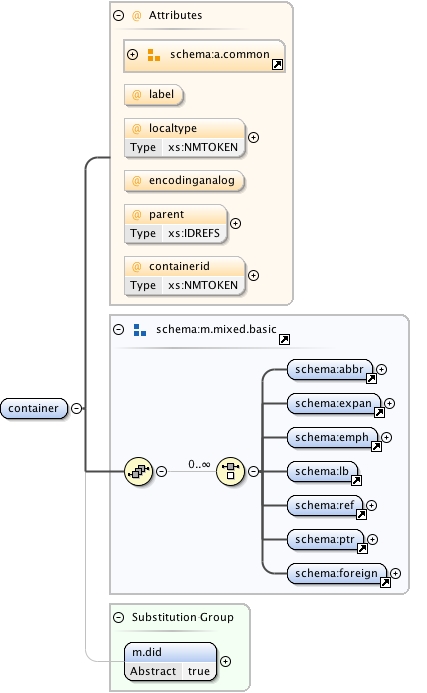 @ Attributes
schema:a.common
@ label
@ localtype
Type xs:NMTOKEN
@ encodinganalog
@ parent
Type xs:IDREFS
@ containerid
Type xs:NMTOKEN
schema:m.mixed.basic
container
0..∞
schema:abbr
schema:expan
schema:emph
schema:lb
schema:ref
schema:ptr
schema:foreign
Substitution Group
m.did
Abstract true